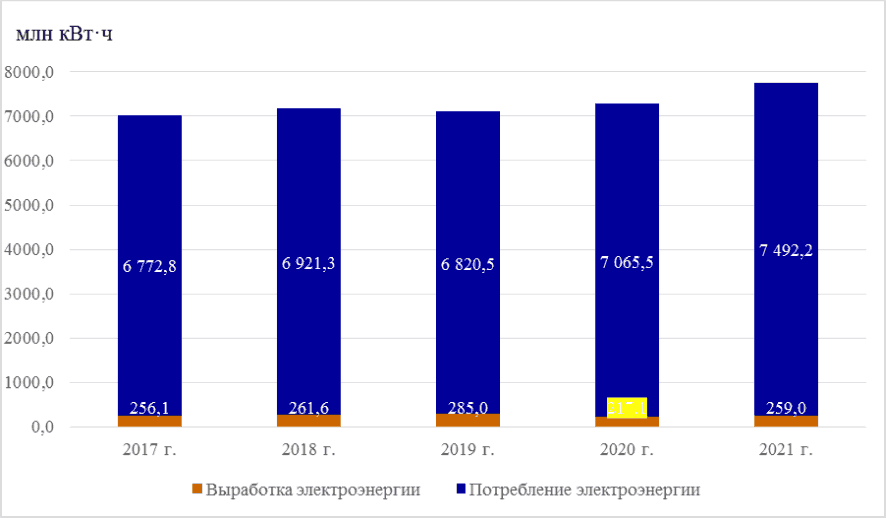 млн кВт·ч
8000,0
7000,0
6000,0
5000,0
4000,0
3000,0
2000,0
1000,0
0,0
6 772,8
6 921,3
6 820,5
7 065,5
7 492,2
256,1
261,6
285,0
217,1
259,0
2017 г.
2018 г.
2019 г.
2020 г.
2021 г.
Выработка электроэнергии
Потребление электроэнергии